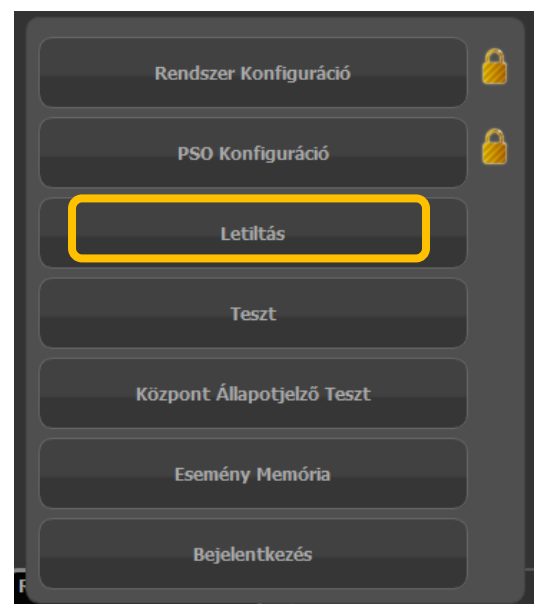 Rendszer Konfiguráció
PSO Konfiguráció
Letiltás
Teszt
Központ Állapotjelző Teszt
Esemény Memória
Bejelentkezés